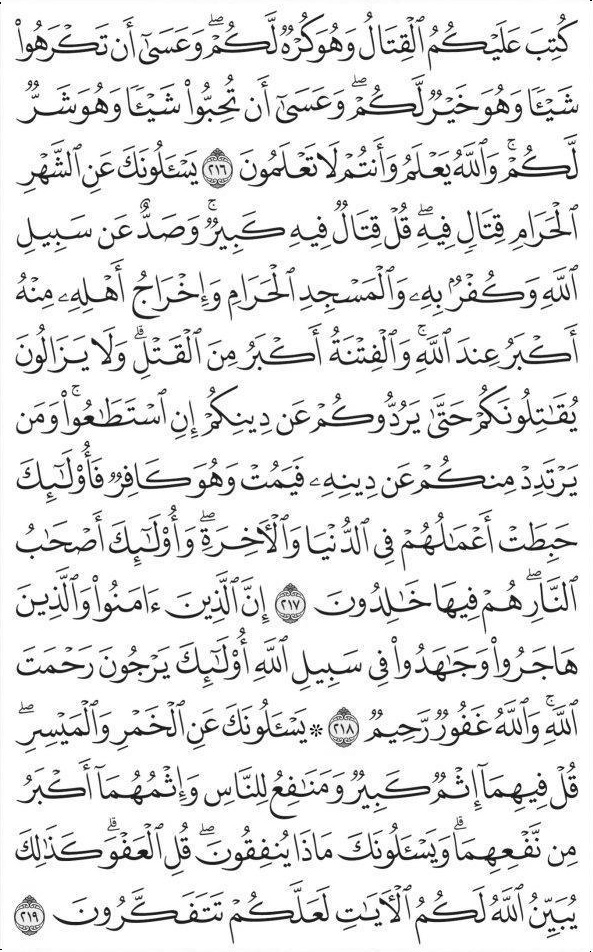 كُتِبَ عَلَيْكُمُ ٱلْقِتَالُ وَهُوَ كُرْهٌ لَّكُمْ ۖ وَعَسَىٰٓ أَن تَكْرَهُوا۟
شَيْـًٔا وَهُوَ خَيْرٌ لَّكُمْ ۖ وَعَسَىٰٓ أَن تُحِبُّوا۟ شَيْـًٔا وَهُوَ شَرٌّ
لَّكُمْ ۗ وَٱللَّهُ يَعْلَمُ وَأَنتُمْ لَا تَعْلَمُونَ ٢١٦ يَسْـَٔلُونَكَ عَنِ ٱلشَّهْرِ
ٱلْحَرَامِ قِتَالٍ فِيهِ ۖ قُلْ قِتَالٌ فِيهِ كَبِيرٌ ۚ وَصَدٌّ عَن سَبِيلِ
ٱللَّهِ وَكُفْرٌۢ بِهِۦ وَٱلْمَسْجِدِ ٱلْحَرَامِ وَإِخْرَاجُ أَهْلِهِۦ مِنْهُ
أَكْبَرُ عِندَ ٱللَّهِ ۚ وَٱلْفِتْنَةُ أَكْبَرُ مِنَ ٱلْقَتْلِ ۗ وَلَا يَزَالُونَ
يُقَـٰتِلُونَكُمْ حَتَّىٰ يَرُدُّوكُمْ عَن دِينِكُمْ إِنِ ٱسْتَطَـٰعُوا۟ ۚ وَمَن
يَرْتَدِدْ مِنكُمْ عَن دِينِهِۦ فَيَمُتْ وَهُوَ كَافِرٌ فَأُو۟لَـٰٓئِكَ
حَبِطَتْ أَعْمَـٰلُهُمْ فِى ٱلدُّنْيَا وَٱلْـَٔاخِرَةِ ۖ وَأُو۟لَـٰٓئِكَ أَصْحَـٰبُ
ٱلنَّارِ ۖ هُمْ فِيهَا خَـٰلِدُونَ ٢١٧ إِنَّ ٱلَّذِينَ ءَامَنُوا۟ وَٱلَّذِينَ
هَاجَرُوا۟ وَجَـٰهَدُوا۟ فِى سَبِيلِ ٱللَّهِ أُو۟لَـٰٓئِكَ يَرْجُونَ رَحْمَتَ
ٱللَّهِ ۚ وَٱللَّهُ غَفُورٌ رَّحِيمٌ ٢١٨ * يَسْـَٔلُونَكَ عَنِ ٱلْخَمْرِ وَٱلْمَيْسِرِ ۖ
قُلْ فِيهِمَآ إِثْمٌ كَبِيرٌ وَمَنَـٰفِعُ لِلنَّاسِ وَإِثْمُهُمَآ أَكْبَرُ
مِن نَّفْعِهِمَا ۗ وَيَسْـَٔلُونَكَ مَاذَا يُنفِقُونَ ۖ قُلِ ٱلْعَفْوَ ۗ كَذَٰلِكَ
يُبَيِّنُ ٱللَّهُ لَكُمُ ٱلْـَٔايَـٰتِ لَعَلَّكُمْ تَتَفَكَّرُونَ ٢١٩